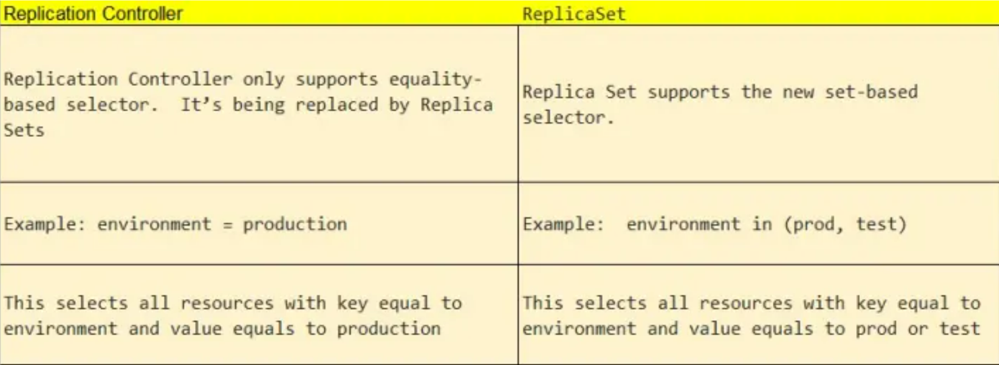 Replication Controller
ReplicaSet
Replication Controller only supports equality-
based selector.  It’s being replaced by Replica
Sets
Replica Set supports the new set-based
selector.
Example: environment = production
Example:  environment in (prod, test)
This selects all resources with key equal to
environment and value equals to production
This selects all resources with key equal to
environment and value equals to prod or test